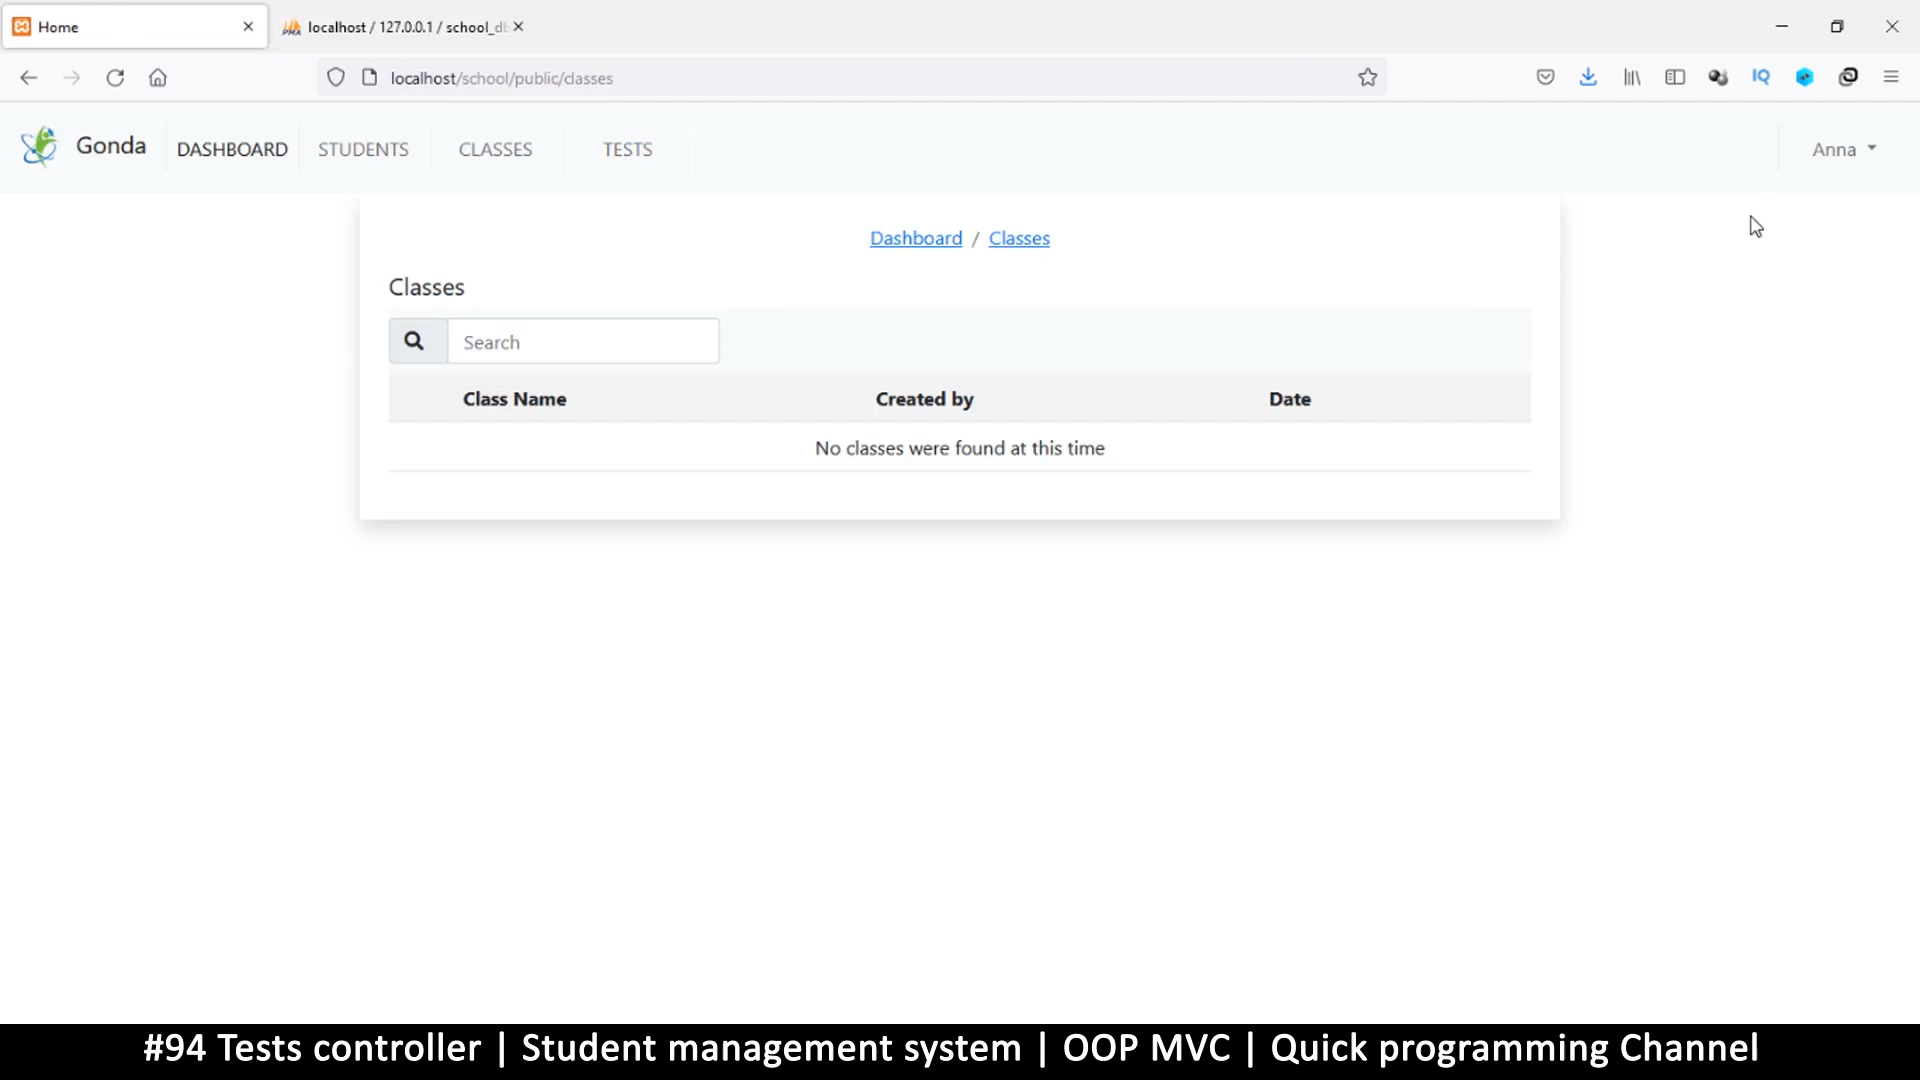 Home
localhost / 127.0.0.1 / school_db
localhost/school/public/classes
IQ
Gonda
DASHBOARD
STUDENTS
CLASSES
TESTS
Anna
Dashboard / Classes
Classes
Search
Class Name
Created by
Date
No classes were found at this time
#94 Tests controller | Student management system | OOP MVC | Quick programming Channel